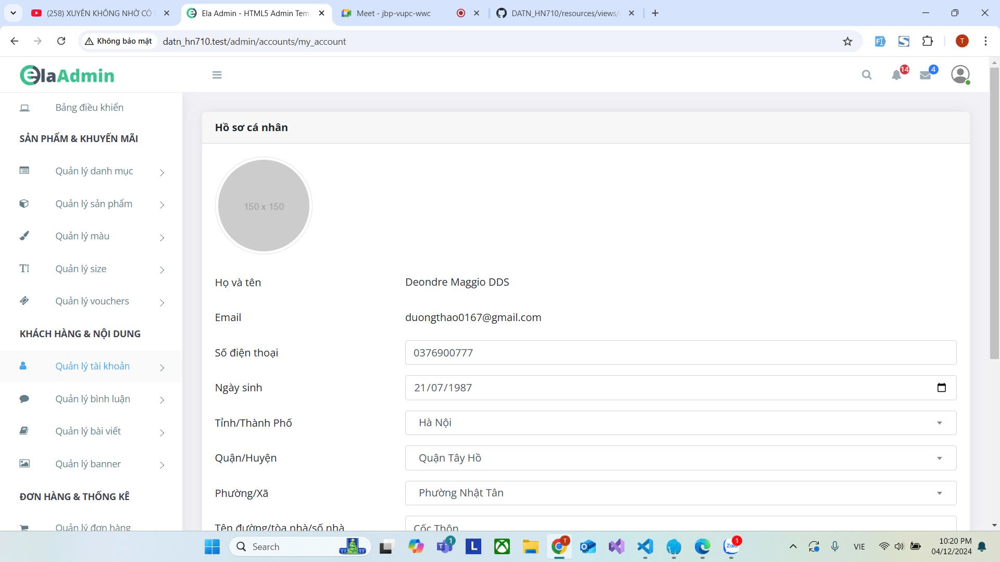 (258) XUYÊN KHÔNG NHỜ CÓ
Ela Admin - HTML5 Admin Tem
Meet - jbp-vupc-wwc
DATN_HN710/resources/views/
Không bảo mật
datn_hn710.test/admin/accounts/my_account
T
elaAdmin
14
4
Bảng điều khiển
SẢN PHẨM & KHUYẾN MÃI
Quản lý danh mục
Quản lý sản phẩm
Quản lý màu
Quản lý size
Quản lý vouchers
KHÁCH HÀNG & NỘI DUNG
Quản lý tài khoản
Quản lý bình luận
Quản lý bài viết
Quản lý banner
ĐƠN HÀNG & THỐNG KÊ
Quản lý đơn hàng
Hồ sơ cá nhân
150 x 150
Họ và tên
Deondre Maggio DDS
Email
duongthao0167@gmail.com
Số điện thoại
0376900777
Ngày sinh
21/07/1987
Tỉnh/Thành Phố
Hà Nội
Quận/Huyện
Quận Tây Hồ
Phường/Xã
Phường Nhật Tân
Tên đường/tòa nhà/số nhà
Cốc Thôn
Search
1
L
T
Zalo
1
VIE
10:20 PM
04/12/2024